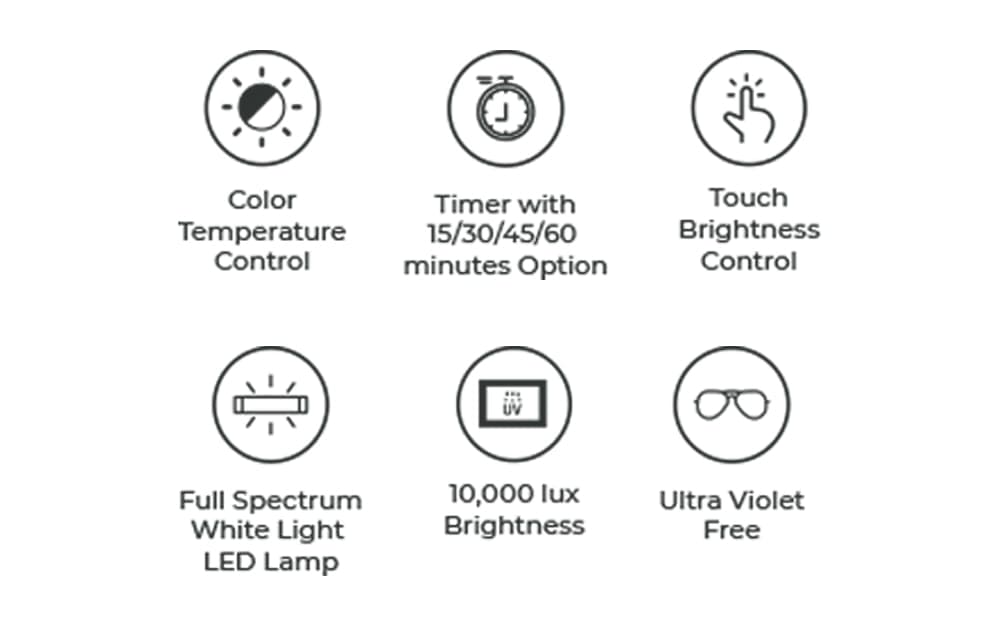 Color
Temperature
Control
Timer with
15/30/45/60
minutes Option
Touch
Brightness
Control
Full Spectrum
White Light
LED Lamp
UV
10,000 lux
Brightness
Ultra Violet
Free